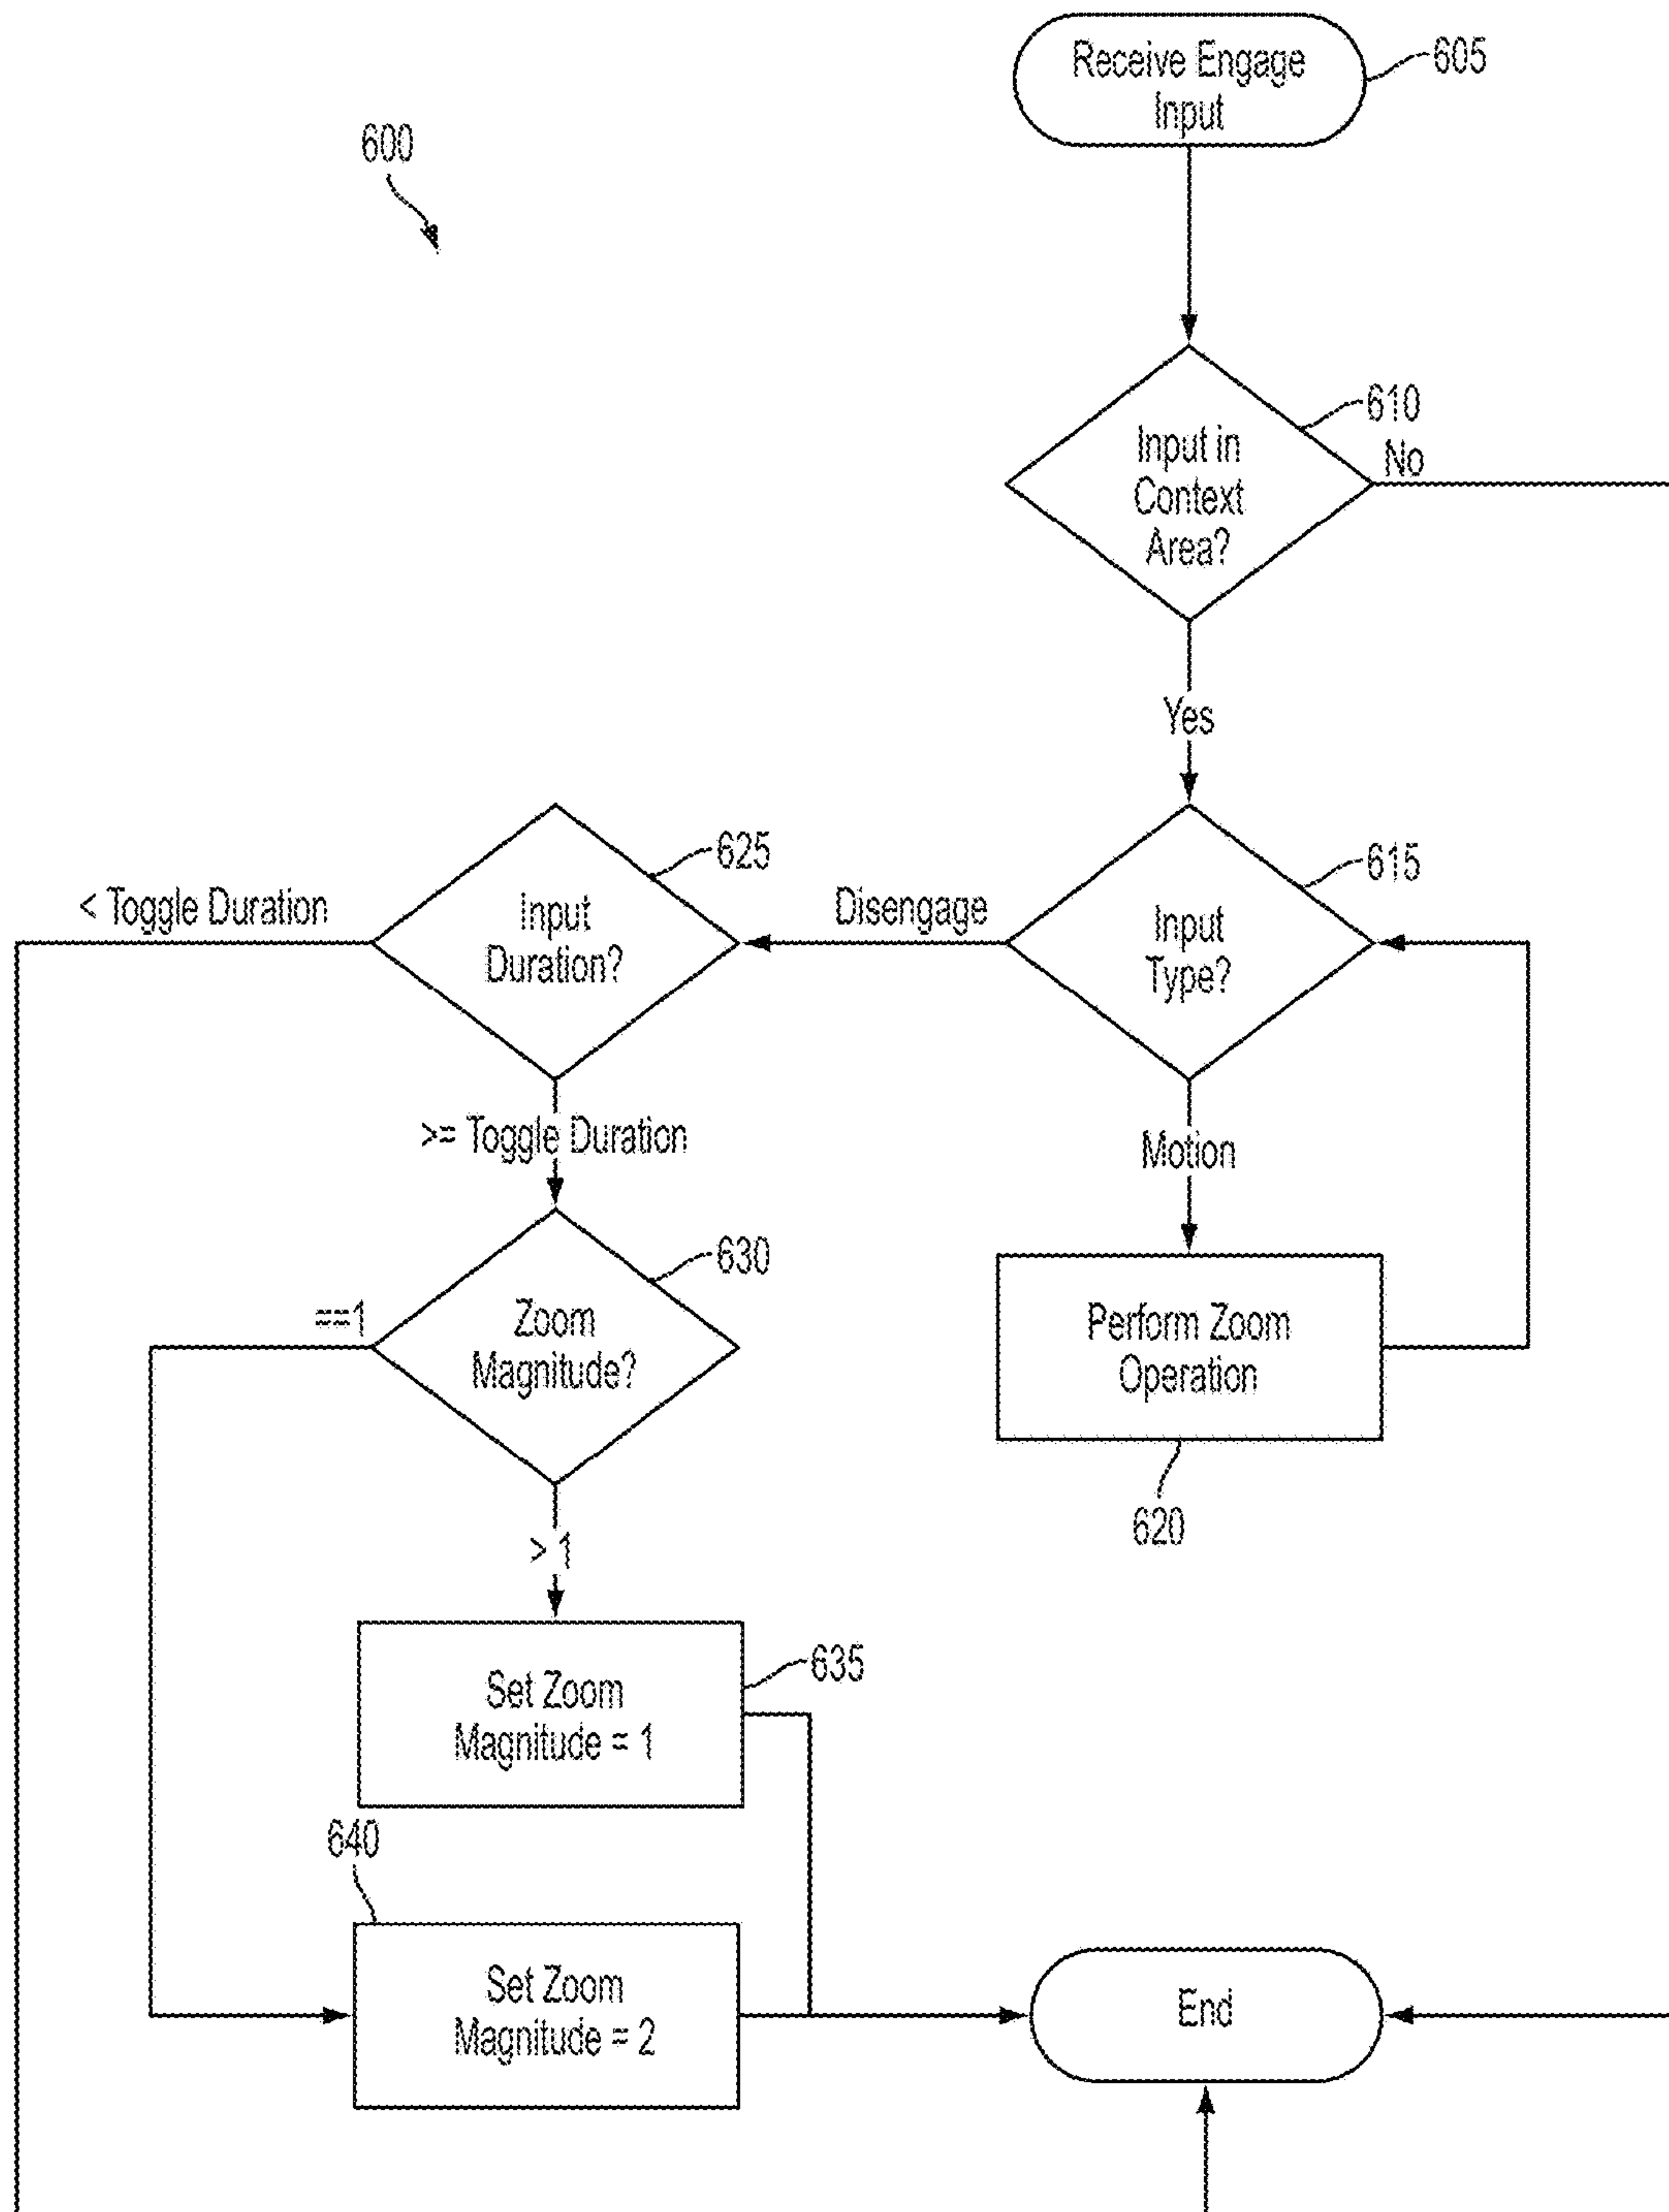 Receive Engage
Input
605
600
610
Input in
Context
Area?
No
Yes
625
615
< Toggle Duration
Input
Duration?
Disengage
Input
Type?
>= Toggle Duration
Motion
630
==1
Zoom
Magnitude?
Perform Zoom
Operation
620
> 1
635
Set Zoom
Magnitude = 1
640
Set Zoom
Magnitude = 2
End